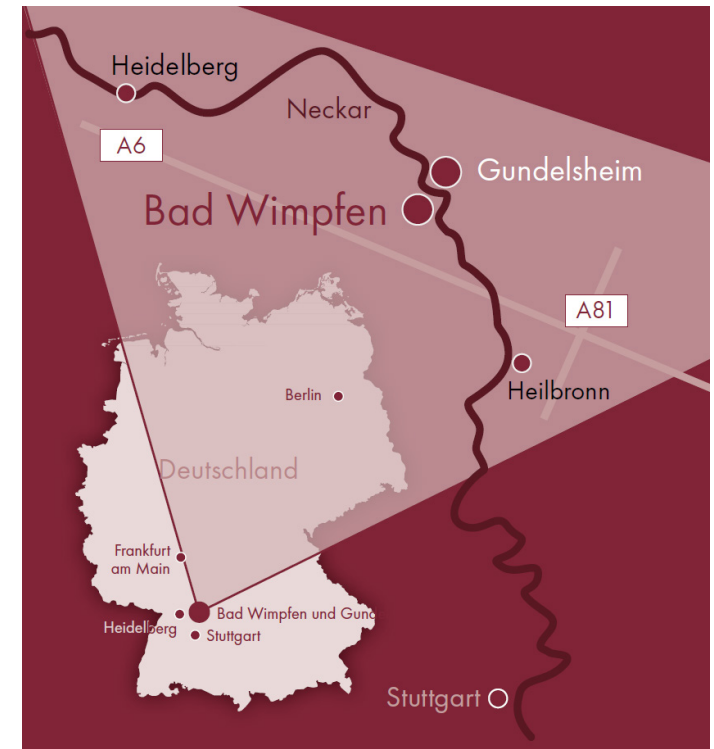 Heidelberg
Neckar
A6
Gundelsheim
Bad Wimpfen
A81
Heilbronn
Berlin
Deutschland
Frankfurt
am Main
Bad Wimpfen und Gund
Heidelberg
Stuttgart
Stuttgart